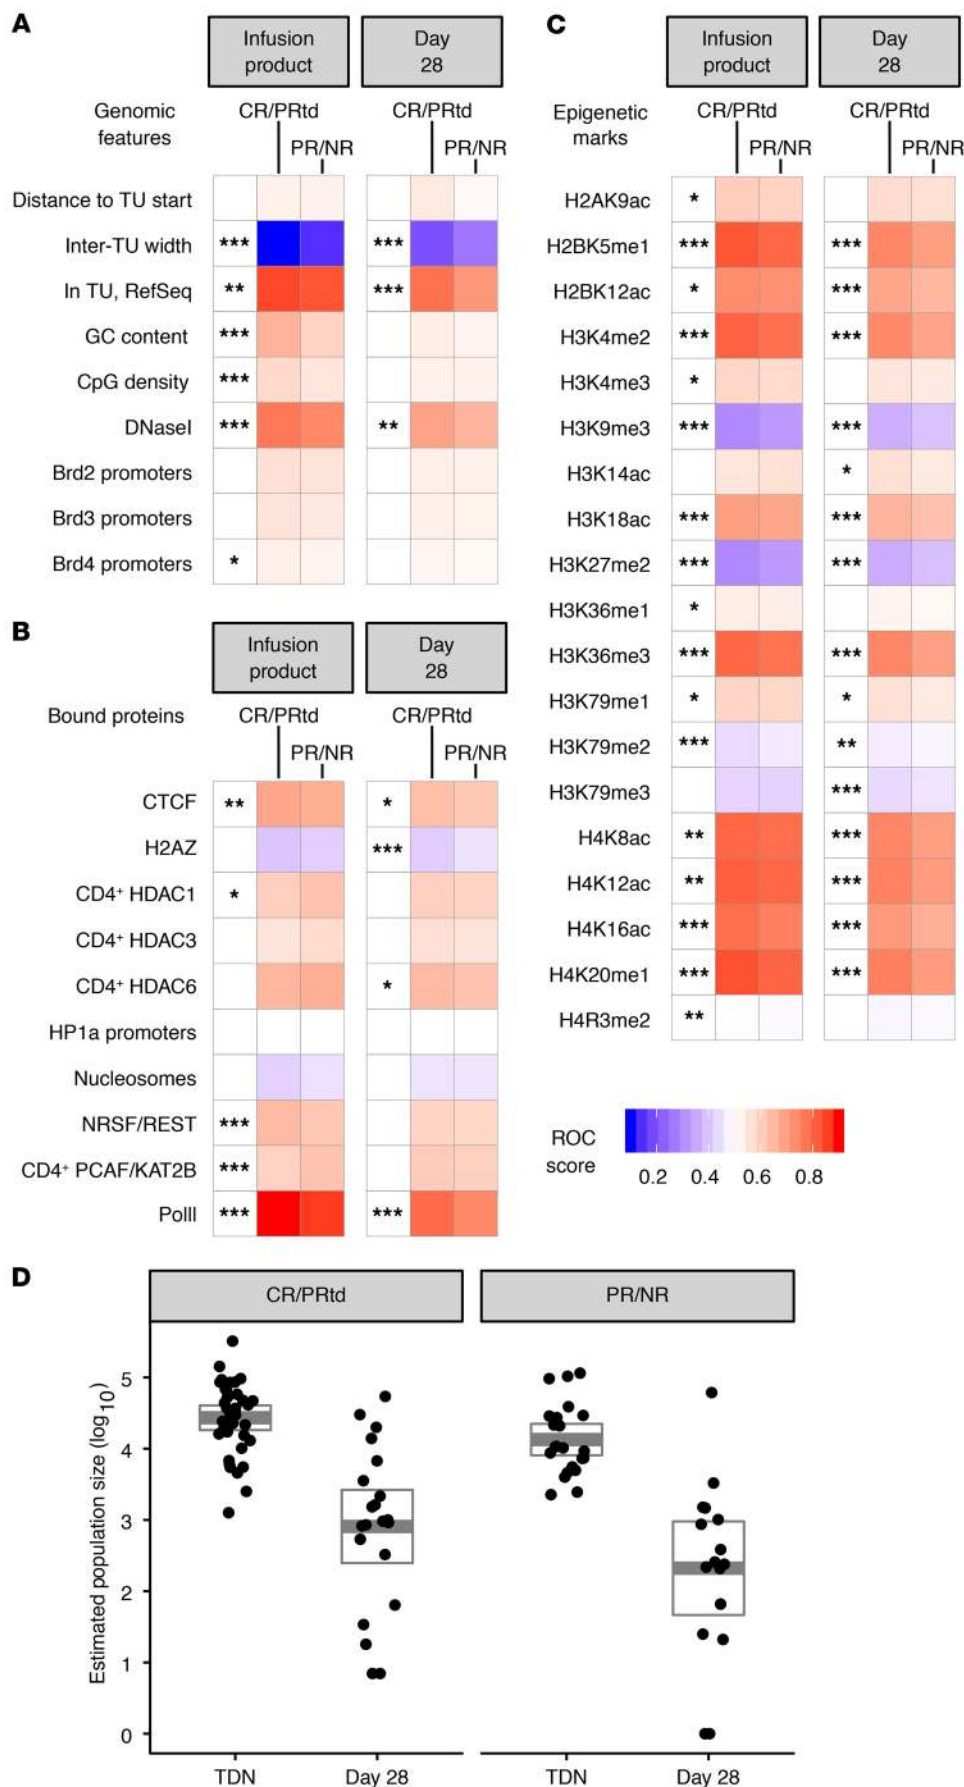 A
Infusion product
Day 28
Genomic features
CR/PRtd
PR/NR
CR/PRtd
PR/NR
Distance to TU start
Inter-TU width *** ***
In TU, RefSeq ** ***
GC content ***
CpG density ***
DNaseI *** **
Brd2 promoters
Brd3 promoters
Brd4 promoters *
B
Infusion product
Day 28
Bound proteins
CR/PRtd
PR/NR
CR/PRtd
PR/NR
CTCF ** *
H2AZ ***
CD4+ HDAC1 *
CD4+ HDAC3
CD4+ HDAC6 *
HP1a promoters
Nucleosomes
NRSF/REST ***
CD4+ PCAF/KAT2B ***
PolII *** ***
C
Infusion product
Day 28
Epigenetic marks
CR/PRtd
PR/NR
CR/PRtd
PR/NR
H2AK9ac *
H2BK5me1 *** ***
H2BK12ac * ***
H3K4me2 *** ***
H3K4me3 *
H3K9me3 *** ***
H3K14ac *
H3K18ac *** ***
H3K27me2 *** ***
H3K36me1 *
H3K36me3 *** ***
H3K79me1 * *
H3K79me2 *** **
H3K79me3 ***
H4K8ac ** ***
H4K12ac ** ***
H4K16ac *** ***
H4K20me1 *** ***
H4R3me2 **
ROC score
0.2 0.4 0.6 0.8
D
CR/PRtd
PR/NR
Estimated population size (log10)
5
4
3
2
1
0
TDN
Day 28
TDN
Day 28